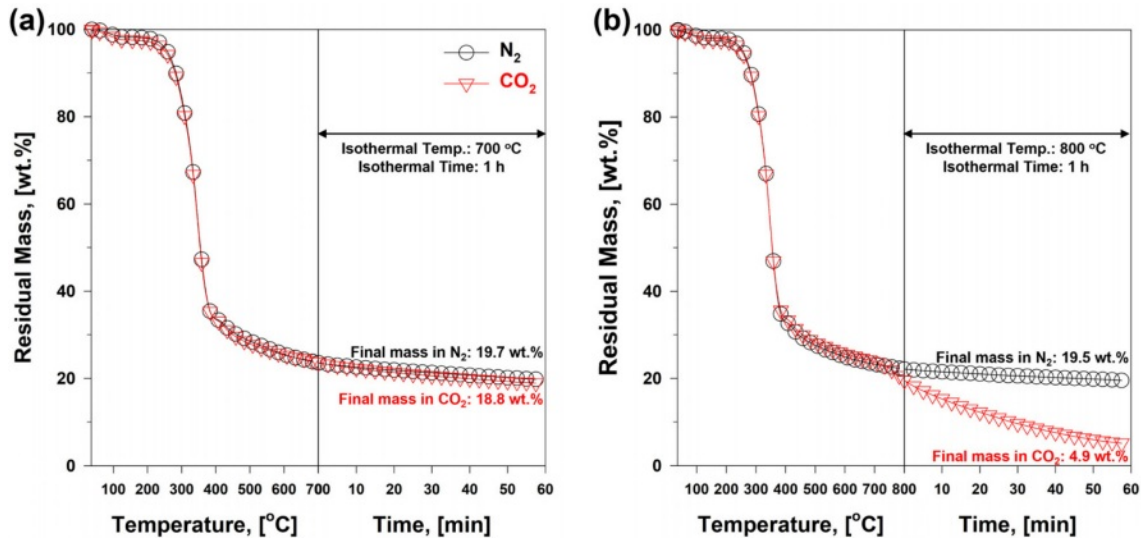 (a)
100
80
60
40
20
0
Residual Mass, [wt.%]
N₂
CO₂
Isothermal Temp.: 700 °C
Isothermal Time: 1 h
Final mass in N₂: 19.7 wt.%
Final mass in CO₂: 18.8 wt.%
100 200 300 400 500 600 700 10 20 30 40 50 60
Temperature, [°C] Time, [min]
(b)
100
80
60
40
20
0
Residual Mass, [wt.%]
Isothermal Temp.: 800 °C
Isothermal Time: 1 h
Final mass in N₂: 19.5 wt.%
Final mass in CO₂: 4.9 wt.%
100 200 300 400 500 600 700 800 10 20 30 40 50 60
Temperature, [°C] Time, [min]